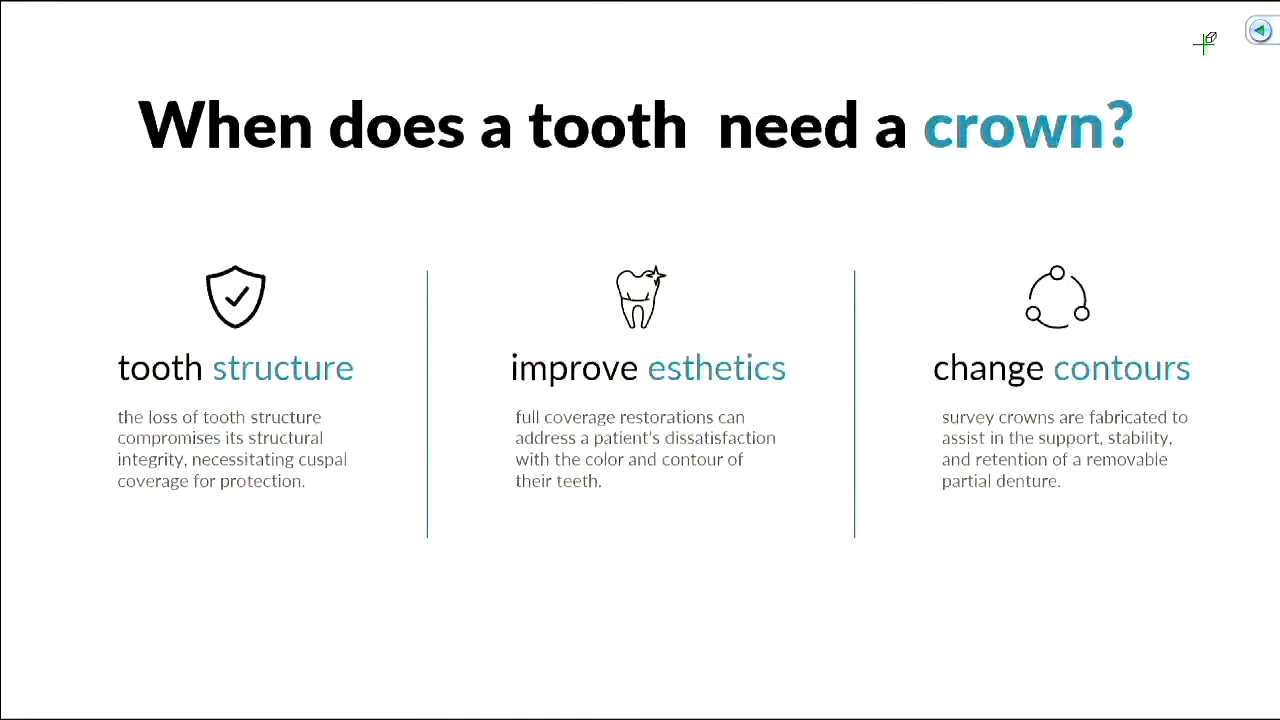 When does a tooth need a crown?
tooth structure
the loss of tooth structure
compromises its structural
integrity, necessitating cuspal
coverage for protection.
improve esthetics
full coverage restorations can
address a patient's dissatisfaction
with the color and contour of
their teeth.
change contours
survey crowns are fabricated to
assist in the support, stability,
and retention of a removable
partial denture.